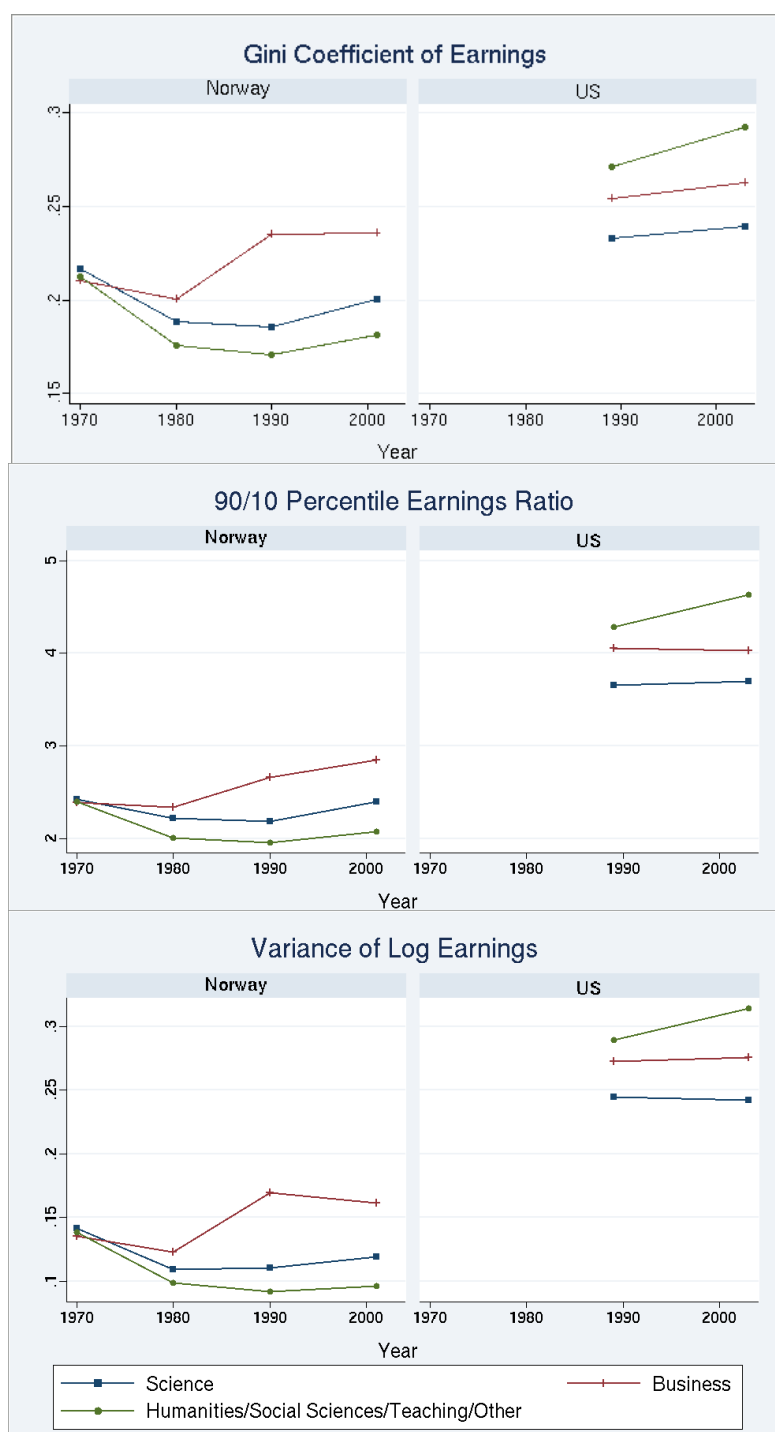 Gini Coefficient of Earnings
Norway US
.3
.25
.2
.15
1970 1980 1990 2000 1970 1980 1990 2000
Year
90/10 Percentile Earnings Ratio
Norway US
5
4
3
2
1970 1980 1990 2000 1970 1980 1990 2000
Year
Variance of Log Earnings
Norway US
.3
.25
.2
.15
.1
1970 1980 1990 2000 1970 1980 1990 2000
Year
Science Business
Humanities/Social Sciences/Teaching/Other